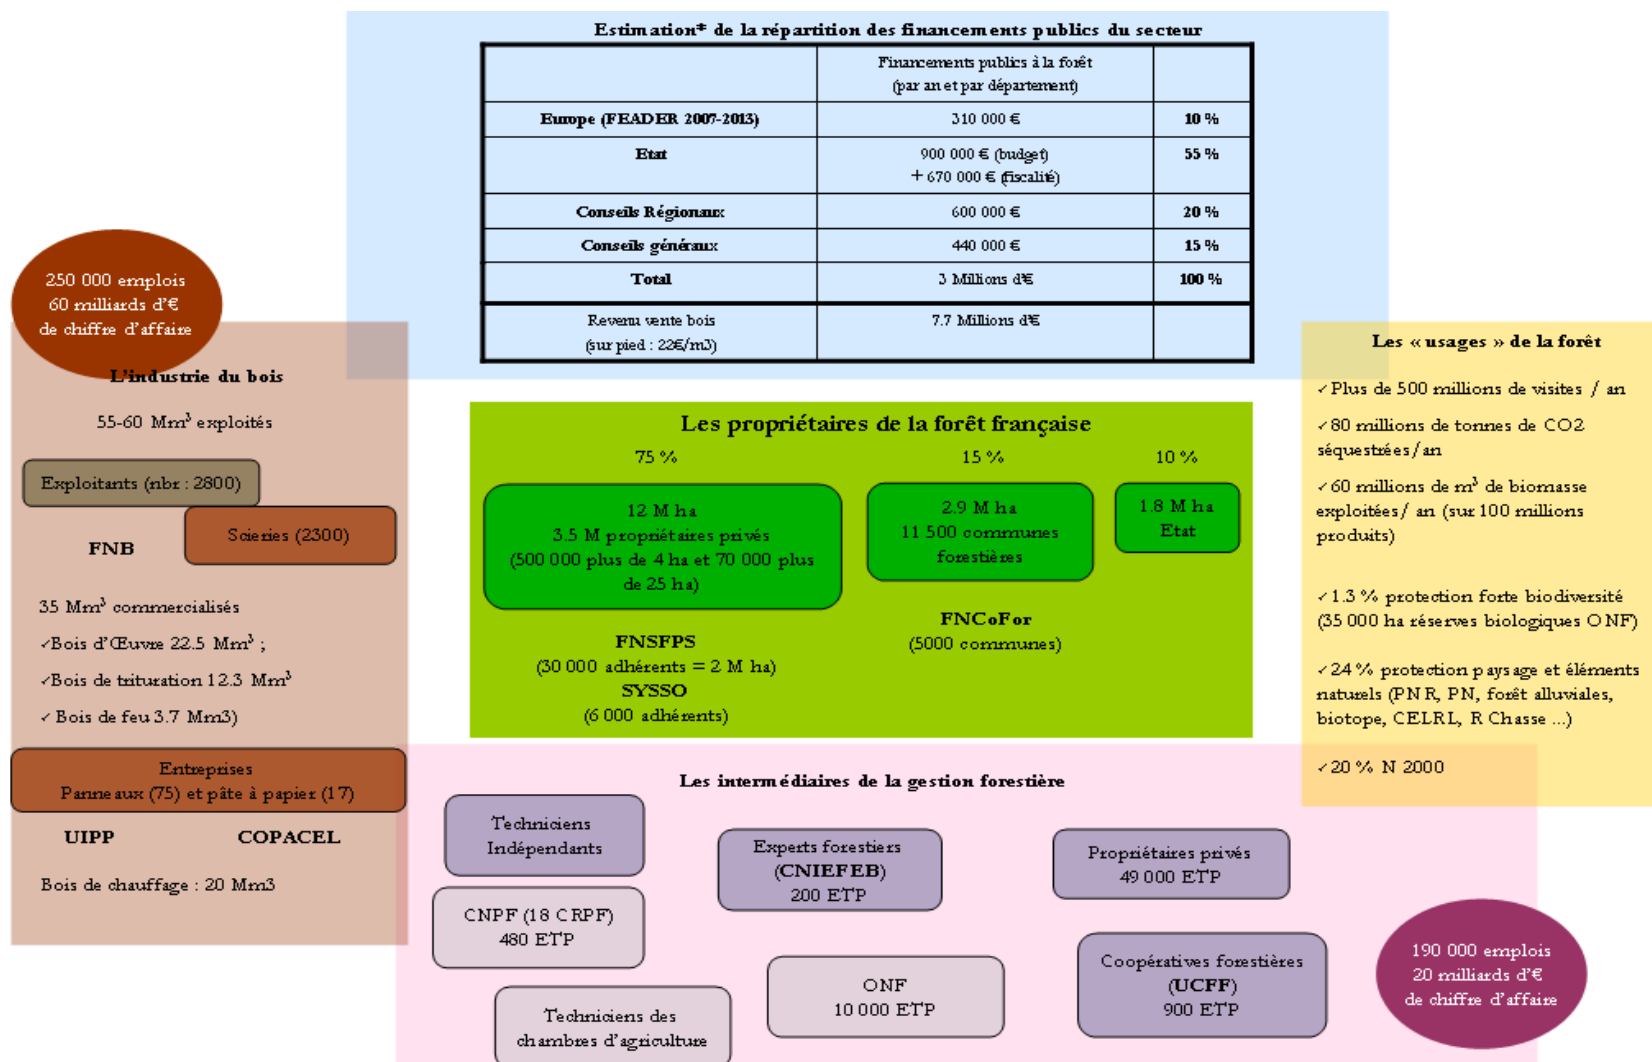 Estimation* de la répartition des financements publics du secteur
Financements publics à la forêt
(par an et par département)
Europe (FEADER 2007-2013) 310 000 € 10 %
Etat 900 000 € (budget) 55 %
+ 670 000 € (fiscalité)
Conseils Régionaux 600 000 € 20 %
Conseils généraux 440 000 € 15 %
Total 3 Millions d'€ 100 %
Revenu vente bois 7.7 Millions d'€
(sur pied : 22€/m3)
250 000 emplois
60 milliards d'€
de chiffre d'affaire
L'industrie du bois
55-60 Mm³ exploités
Exploitants (nbr : 2800)
Scieries (2300)
FNB
35 Mm³ commercialisés
✓Bois d'Œuvre 22.5 Mm³ ;
✓Bois de trituration 12.3 Mm³
✓ Bois de feu 3.7 Mm3)
Entreprises
Panneaux (75) et pâte à papier (17)
UIPP COPACEL
Bois de chauffage : 20 Mm3
Les propriétaires de la forêt française
75 % 15 % 10 %
12 M ha
3.5 M propriétaires privés
(500 000 plus de 4 ha et 70 000 plus
de 25 ha)
2.9 M ha
11 500 communes
forestières
1.8 M ha
Etat
FNSFPS
(30 000 adhérents = 2 M ha)
SYSSO
(6 000 adhérents)
FNCoFor
(5000 communes)
Les « usages » de la forêt
✓Plus de 500 millions de visites / an
✓80 millions de tonnes de CO2
séquestrées/an
✓60 millions de m³ de biomasse
exploitées/ an (sur 100 millions
produits)
✓1.3 % protection forte biodiversité
(35 000 ha réserves biologiques ONF)
✓24 % protection paysage et éléments
naturels (PNR, PN, forêt alluviales,
biotope, CELRL, R Chasse ...)
✓20 % N 2000
Les intermédiaires de la gestion forestière
Techniciens
Indépendants
Experts forestiers
(CNIEFEB)
200 ETP
Propriétaires privés
49 000 ETP
CNPF (18 CRPF)
480 ETP
ONF
10 000 ETP
Coopératives forestières
(UCFF)
900 ETP
Techniciens des
chambres d'agriculture
190 000 emplois
20 milliards d'€
de chiffre d'affaire